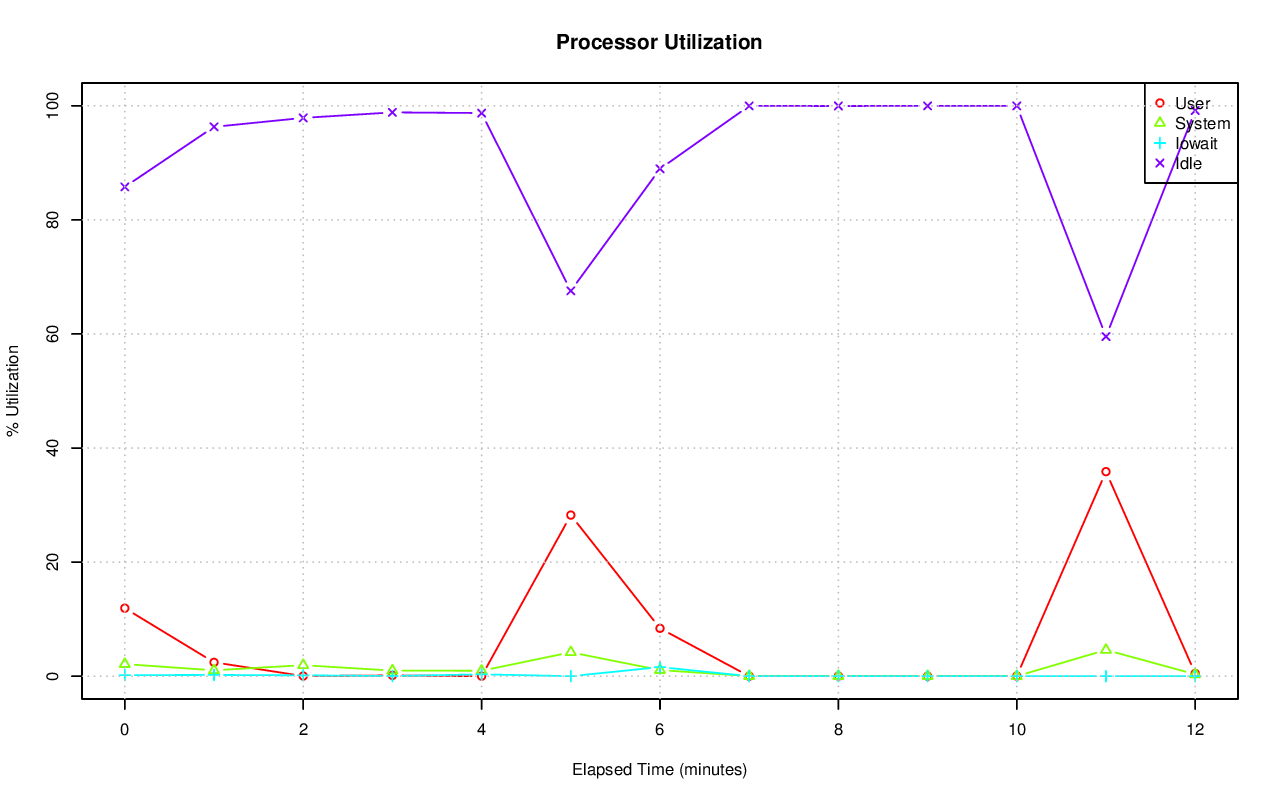 Processor Utilization
100
80
60
40
20
0
% Utilization
User
System
Iowait
Idle
0 2 4 6 8 10 12
Elapsed Time (minutes)